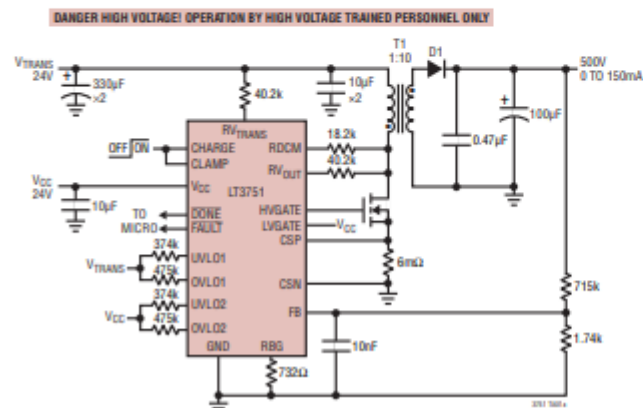 DANGER HIGH VOLTAGE! OPERATION BY HIGH VOLTAGE TRAINED PERSONNEL ONLY
T1
1:10
D1
VTRANS
24V
330µF
×2
40.2k
10µF
×2
500V
0 TO 150mA
100µF
0.47µF
OFF ON
CHARGE
CLAMP
RVTRANS
RDCM
18.2k
RVOUT
40.2k
VCC
24V
10µF
VCC
LT3751
TO
MICRO
DONE
FAULT
HVGATE
LVGATE
VCC
CSP
6mΩ
CSN
374k
VTRANS
475k
UVLO1
OVLO1
374k
VCC
475k
UVLO2
OVLO2
FB
715k
1.74k
10nF
GND
RBG
732Ω